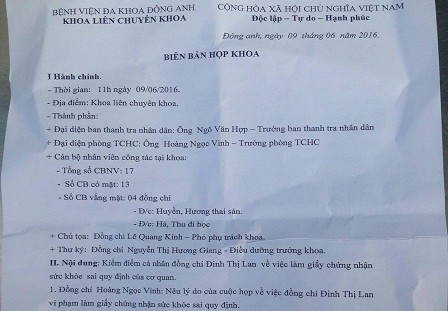 BỆNH VIỆN ĐA KHOA ĐÔNG ANH
KHOA LIÊN CHUYÊN KHOA
CỘNG HÒA XÃ HỘI CHỦ NGHĨA VIỆT NAM
Độc lập – Tự do – Hạnh phúc
Đông anh, ngày 09 tháng 06 năm 2016.
BIÊN BẢN HỌP KHOA
I Hành chính.
- Thời gian: 11h ngày 09/06/2016.
- Địa điểm: Khoa liên chuyên khoa.
- Thành phần:
+ Đại diện ban thanh tra nhân dân: Ông Ngô Văn Hợp – Trưởng ban thanh tra nhân dân
+ Đại diện phòng TCHC: Ông Hoàng Ngọc Vinh – Trưởng phòng TCHC
+ Cán bộ nhân viên công tác tại khoa:
- Tổng số CBNV: 17
- Số CB có mặt: 13
- Số CB vắng mặt: 04 đồng chí
- Đ/c: Huyền, Hương thai sản.
- Đ/c: Hà, Thu đi học
+ Chủ tọa: Đồng chí Lê Quang Kính – Phó phụ trách khoa.
+ Thư ký: Đồng chí Nguyễn Thị Hương Giang - Điều dưỡng trưởng khoa.
II. Nội dung: Kiểm điểm cá nhân đồng chí Đinh Thị Lan về việc làm giấy chứng nhận
sức khỏe sai quy định của cơ quan.
1. Đồng chí Hoàng Ngọc Vinh: Nêu lý do của cuộc họp về việc đồng chí Đinh Thị Lan
vi phạm làm giấy chứng nhận sức khỏe sai quy định.